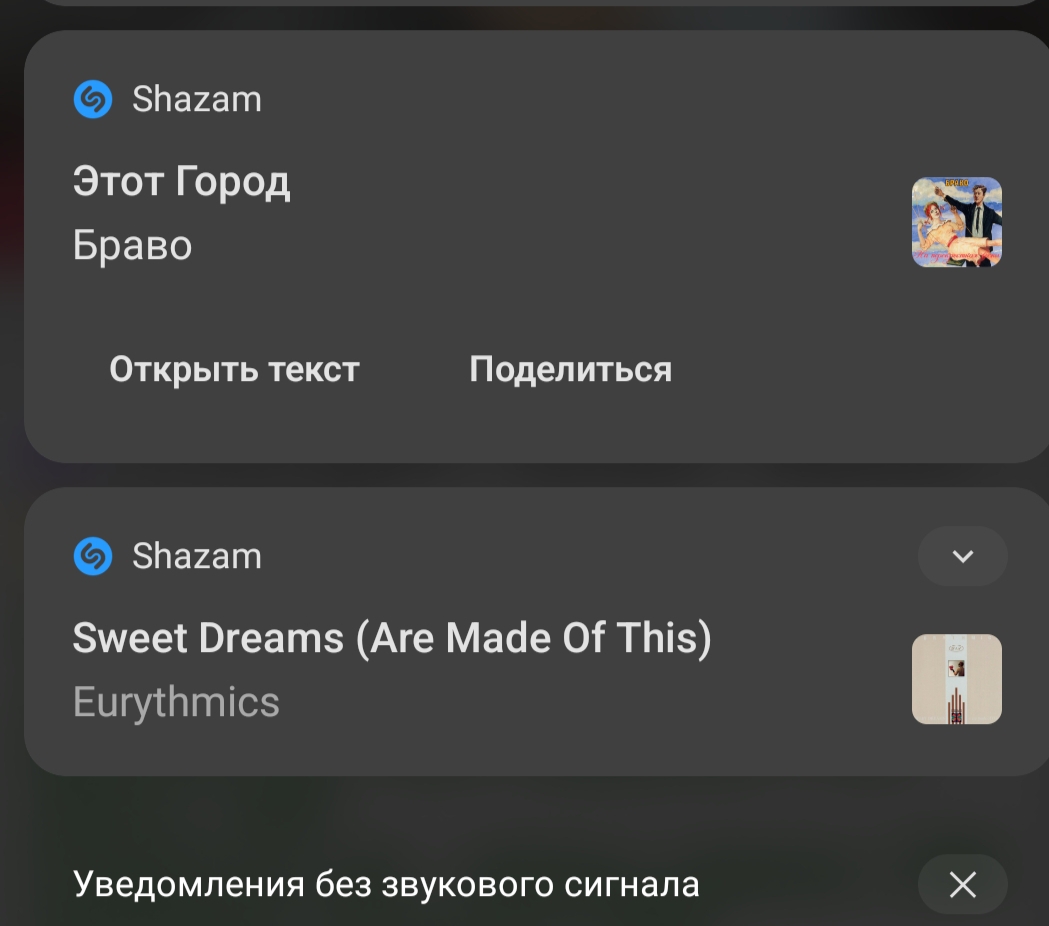 Shazam
Этот Город
Браво
БРАВО
Открыть текст
Поделиться
Shazam
Sweet Dreams (Are Made Of This)
Eurythmics
Уведомления без звукового сигнала